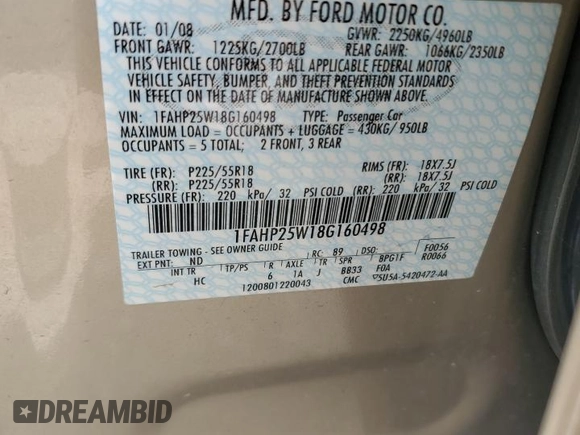 MFD. BY FORD MOTOR CO.
DATE: 01/08 GVWR: 2250KG/4960LB
FRONT GAWR: 1225KG/2700LB REAR GAWR: 1066KG/2350LB
THIS VEHICLE CONFORMS TO ALL APPLICABLE FEDERAL MOTOR
VEHICLE SAFETY, BUMPER, AND THEFT PREVENTION STANDARDS
IN EFFECT ON THE DATE OF MANUFACTURE SHOWN ABOVE.
VIN: 1FAHP25W18G160498 TYPE: Passenger Car
MAXIMUM LOAD = OCCUPANTS + LUGGAGE = 430KG/950LB
OCCUPANTS = 5 TOTAL; 2 FRONT, 3 REAR
TIRE (FR): P225/55R18 RIMS (FR): 18X7.5J
(RR): P225/55R18 (RR): 18X7.5J
PRESSURE (FR): 220 kPa/ 32 PSI COLD (RR): 220 kPa/ 32 PSI COLD
1FAHP25W18G160498
TRAILER TOWING - SEE OWNER GUIDE
EXT PNT: ND RC: 89 DSO: F0056
INT TR TP/PS R AXLE TR SPR BPG1F R0066
HC 6 1A J 8833 F0A
1200801220043 CMC 5U5A-5420472-AA
DREAMBID